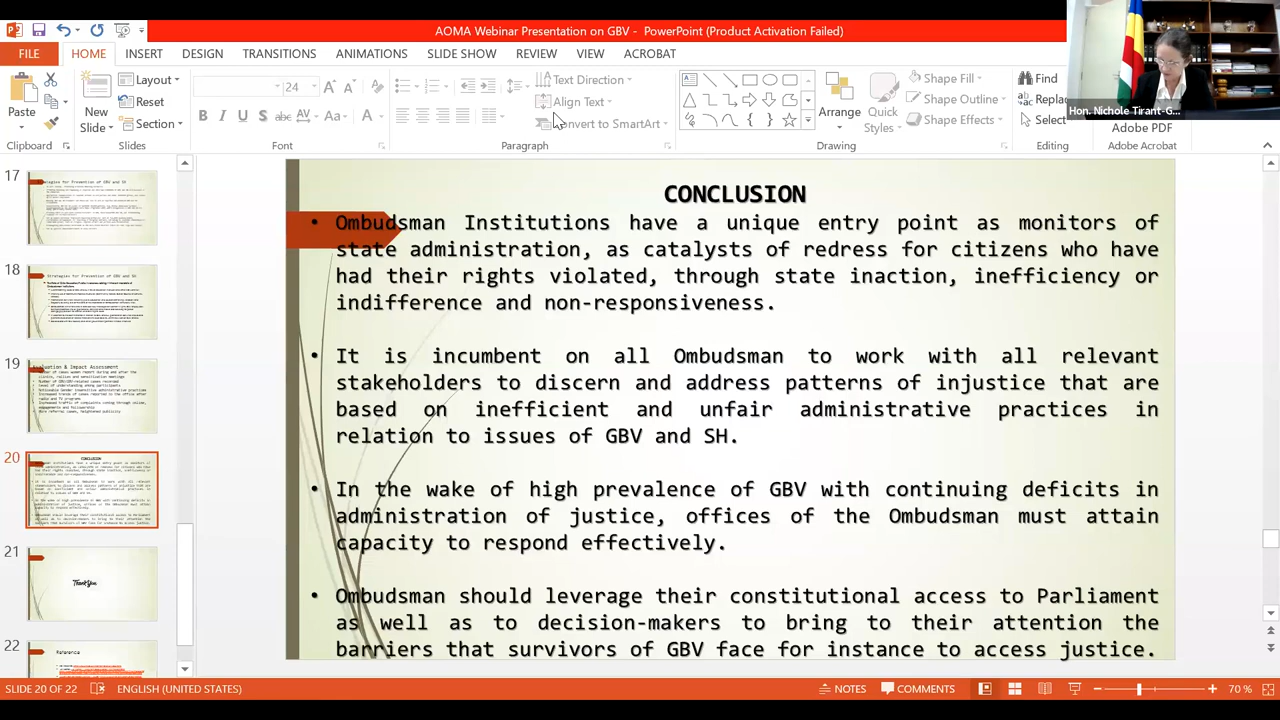 AOMA Webinar Presentation on GBV - PowerPoint (Product Activation Failed)
FILE HOME INSERT DESIGN TRANSITIONS ANIMATIONS SLIDE SHOW REVIEW VIEW ACROBAT
Hon. Nichole Tirant-G...
Paste
New
Slide
Layout
Reset
Section
24
B I U S abc AV Aa A
Text Direction
Align Text
Convert to SmartArt
Arrange
Quick
Styles
Shape Fill
Shape Outline
Shape Effects
Find
Replac
Select
Adobe PDF
Clipboard Slides Font Paragraph Drawing Editing Adobe Acrobat
17
18
19
20
21
Thank You
22
CONCLUSION
• Ombudsman Institutions have a unique entry point as monitors of
state administration, as catalysts of redress for citizens who have
had their rights violated, through state inaction, inefficiency or
indifference and non-responsiveness.
• It is incumbent on all Ombudsman to work with all relevant
stakeholders to discern and address patterns of injustice that are
based on inefficient and unfair administrative practices in
relation to issues of GBV and SH.
• In the wake of high prevalence of GBV with continuing deficits in
administration of justice, offices of the Ombudsman must attain
capacity to respond effectively.
• Ombudsman should leverage their constitutional access to Parliament
as well as to decision-makers to bring to their attention the
barriers that survivors of GBV face for instance to access justice.
SLIDE 20 OF 22 ENGLISH (UNITED STATES) NOTES COMMENTS 70 %